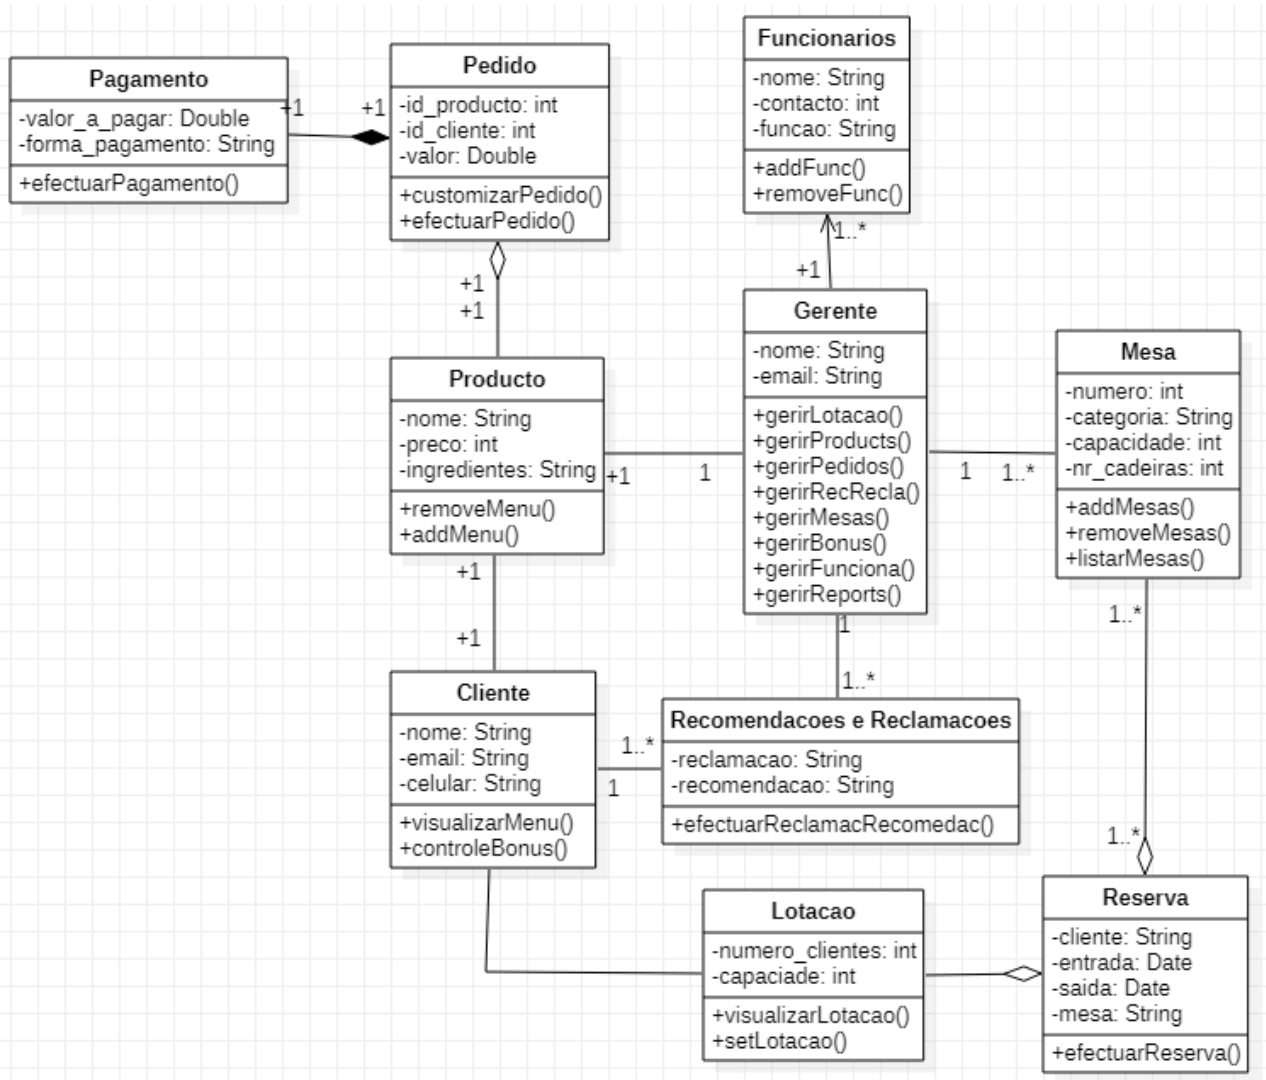 Pagamento
-valor_a_pagar: Double
-forma_pagamento: String
+efectuarPagamento()
+1
+1
Pedido
-id_producto: int
-id_cliente: int
-valor: Double
+customizarPedido()
+efectuarPedido()
+1
+1
Funcionarios
-nome: String
-contacto: int
-funcao: String
+addFunc()
+removeFunc()
1..*
+1
Producto
-nome: String
-preco: int
-ingredientes: String
+removeMenu()
+addMenu()
+1
1
Gerente
-nome: String
-email: String
+gerirLotacao()
+gerirProducts()
+gerirPedidos()
+gerirRecRecla()
+gerirMesas()
+gerirBonus()
+gerirFunciona()
+gerirReports()
1
1..*
Mesa
-numero: int
-categoria: String
-capacidade: int
-nr_cadeiras: int
+addMesas()
+removeMesas()
+listarMesas()
+1
+1
1
1..*
1..*
1..*
Cliente
-nome: String
-email: String
-celular: String
+visualizarMenu()
+controleBonus()
1..*
1
Recomendacoes e Reclamacoes
-reclamacao: String
-recomendacao: String
+efectuarReclamacRecomedac()
Lotacao
-numero_clientes: int
-capaciade: int
+visualizarLotacao()
+setLotacao()
Reserva
-cliente: String
-entrada: Date
-saida: Date
-mesa: String
+efectuarReserva()